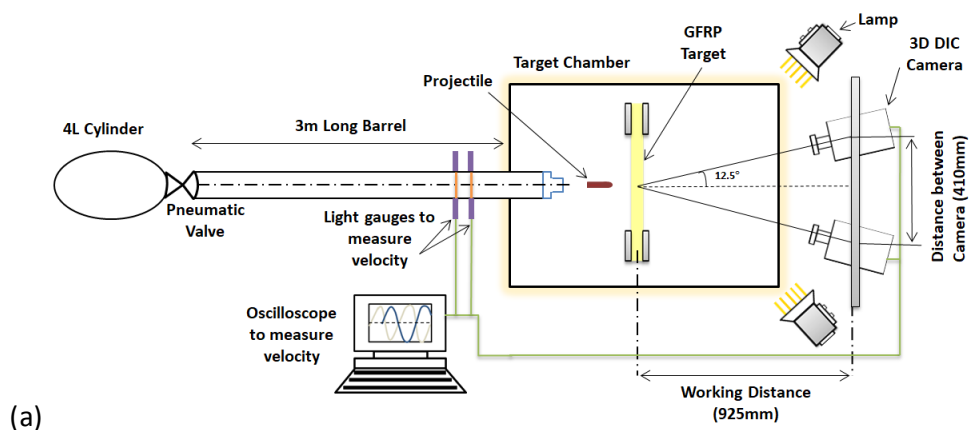 Lamp
GFRP
Target
3D DIC
Camera
Target Chamber
Projectile
4L Cylinder
3m Long Barrel
12.5°
Distance between
Camera (410mm)
Pneumatic
Valve
Light gauges to
measure
velocity
Oscilloscope
to measure
velocity
Working Distance
(925mm)
(a)